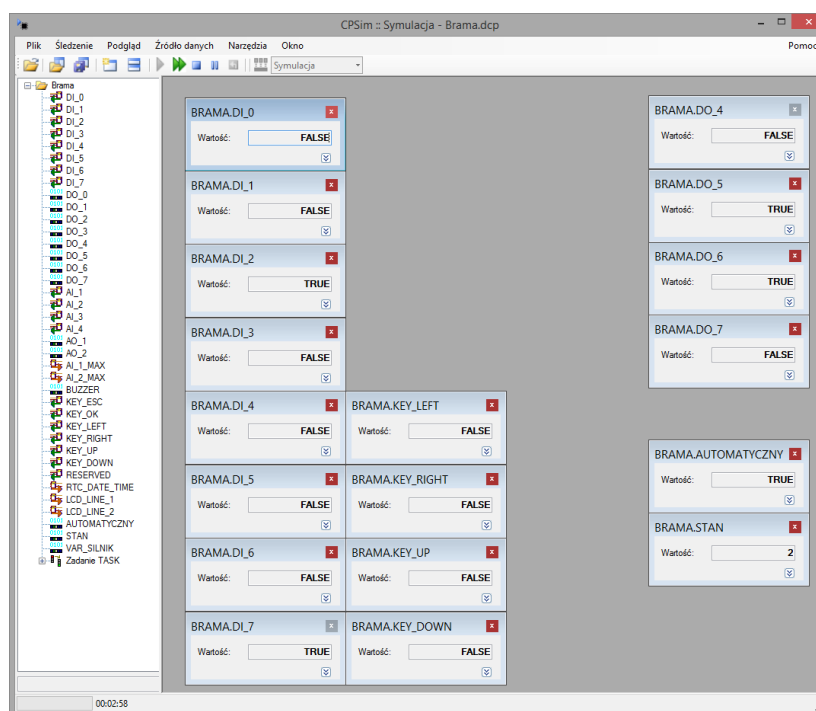 CPSim :: Symulacja - Brama.dcp
Plik Śledzenie Podgląd Źródło danych Narzędzia Okno Pomoc
Symulacja
Brama
DI_0
DI_1
DI_2
DI_3
DI_4
DI_5
DI_6
DI_7
DO_0
DO_1
DO_2
DO_3
DO_4
DO_5
DO_6
DO_7
AI_1
AI_2
AI_3
AI_4
AO_1
AO_2
AI_1_MAX
AI_2_MAX
BUZZER
KEY_ESC
KEY_OK
KEY_LEFT
KEY_RIGHT
KEY_UP
KEY_DOWN
RESERVED
RTC_DATE_TIME
LCD_LINE_1
LCD_LINE_2
AUTOMATYCZNY
STAN
VAR_SILNIK
Zadanie TASK
BRAMA.DI_0
Wartość: FALSE
BRAMA.DI_1
Wartość: FALSE
BRAMA.DI_2
Wartość: TRUE
BRAMA.DI_3
Wartość: FALSE
BRAMA.DI_4
Wartość: FALSE
BRAMA.DI_5
Wartość: FALSE
BRAMA.DI_6
Wartość: FALSE
BRAMA.DI_7
Wartość: TRUE
BRAMA.KEY_LEFT
Wartość: FALSE
BRAMA.KEY_RIGHT
Wartość: FALSE
BRAMA.KEY_UP
Wartość: FALSE
BRAMA.KEY_DOWN
Wartość: FALSE
BRAMA.DO_4
Wartość: FALSE
BRAMA.DO_5
Wartość: TRUE
BRAMA.DO_6
Wartość: TRUE
BRAMA.DO_7
Wartość: FALSE
BRAMA.AUTOMATYCZNY
Wartość: TRUE
BRAMA.STAN
Wartość: 2
00:02:58